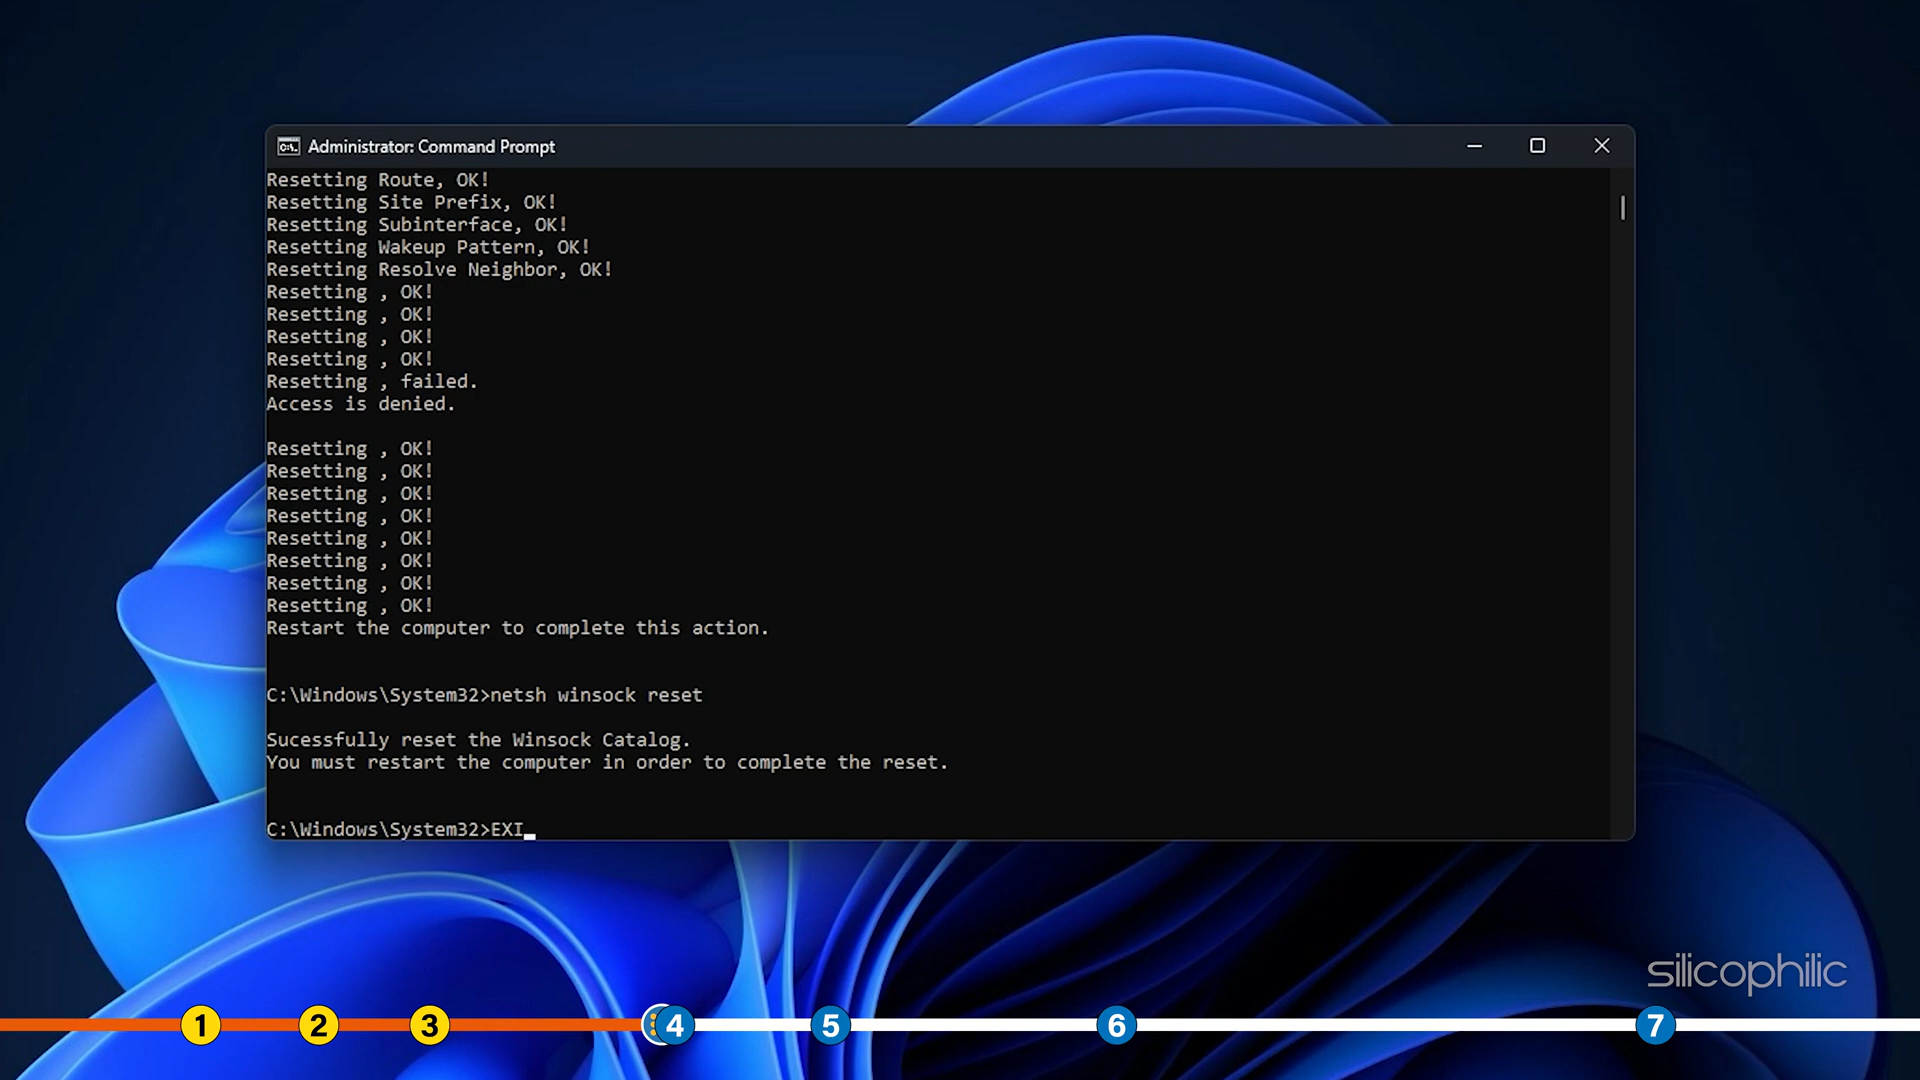 Administrator: Command Prompt
Resetting Route, OK!
Resetting Site Prefix, OK!
Resetting Subinterface, OK!
Resetting Wakeup Pattern, OK!
Resetting Resolve Neighbor, OK!
Resetting , OK!
Resetting , OK!
Resetting , OK!
Resetting , OK!
Resetting , failed.
Access is denied.
Resetting , OK!
Resetting , OK!
Resetting , OK!
Resetting , OK!
Resetting , OK!
Resetting , OK!
Resetting , OK!
Resetting , OK!
Restart the computer to complete this action.
C:\Windows\System32>netsh winsock reset
Sucessfully reset the Winsock Catalog.
You must restart the computer in order to complete the reset.
C:\Windows\System32>EXI
silicophilic
1 2 3 4 5 6 7